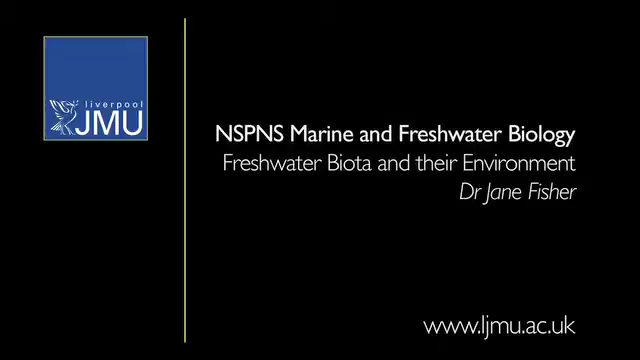 liverpool
JMU
NSPNS Marine and Freshwater Biology
Freshwater Biota and their Environment
Dr Jane Fisher
www.ljmu.ac.uk